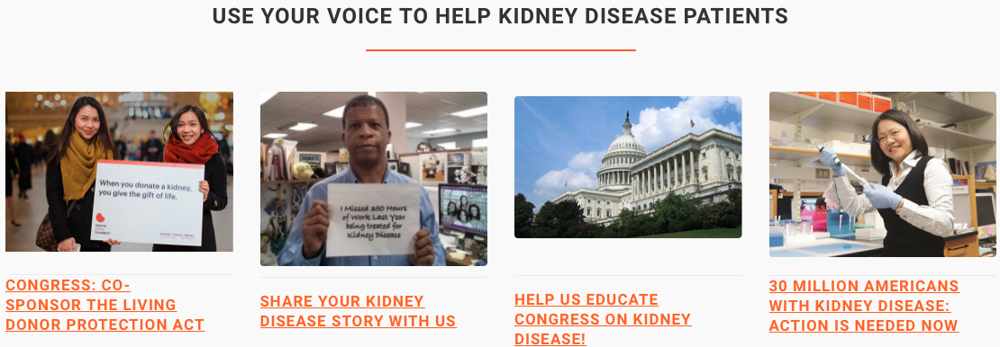 USE YOUR VOICE TO HELP KIDNEY DISEASE PATIENTS
When you donate a kidney,
you give the gift of life.
I Missed 350 Hours
of Work Last Year
being treated for
Kidney Disease
DONATE
CONGRESS: CO-
SPONSOR THE LIVING
DONOR PROTECTION ACT
SHARE YOUR KIDNEY
DISEASE STORY WITH US
HELP US EDUCATE
CONGRESS ON KIDNEY
DISEASE!
30 MILLION AMERICANS
WITH KIDNEY DISEASE:
ACTION IS NEEDED NOW